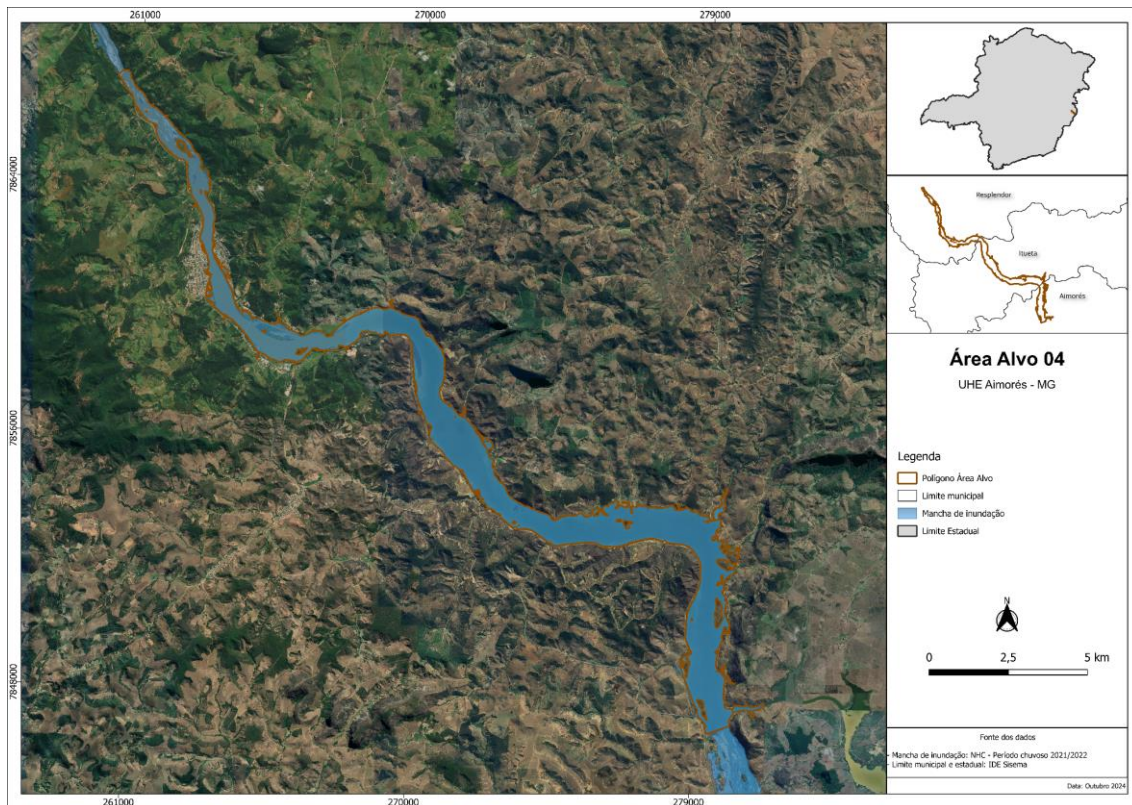 261000
270000
279000
7864000
7856000
7848000
261000
270000
279000
Resplendor
Itueta
Aimorés
Área Alvo 04
UHE Aimorés - MG
Legenda
Polígono Área Alvo
Limite municipal
Mancha de inundação
Limite Estadual
N
0 2,5 5 km
Fonte dos dados
Mancha de inundação: NHC - Período chuvoso 2021/2022
Limite municipal e estadual: IDE Sisema
Data: Outubro 2024